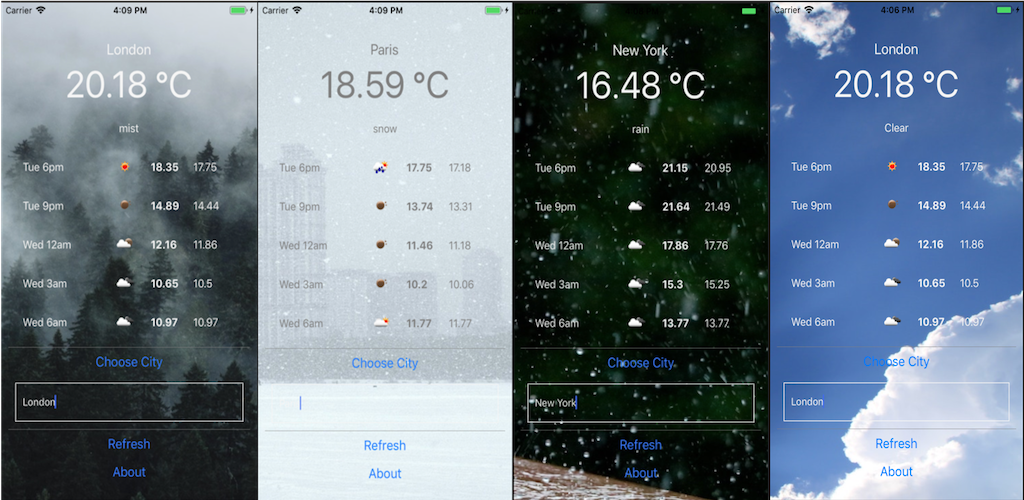 Carrier 4:09 PM
London
20.18 °C
mist
Tue 6pm 18.35 17.75
Tue 9pm 14.89 14.44
Wed 12am 12.16 11.86
Wed 3am 10.65 10.5
Wed 6am 10.97 10.97
Choose City
London
Refresh
About
Carrier 4:09 PM
Paris
18.59 °C
snow
Tue 6pm 17.75 17.18
Tue 9pm 13.74 13.31
Wed 12am 11.46 11.18
Wed 3am 10.2 10.06
Wed 6am 11.77 11.77
Choose City
Refresh
About
New York
16.48 °C
rain
Tue 6pm 21.15 20.95
Tue 9pm 21.64 21.49
Wed 12am 17.86 17.76
Wed 3am 15.3 15.25
Wed 6am 13.77 13.77
Choose City
New York
Refresh
About
Carrier 4:06 PM
London
20.18 °C
Clear
Tue 6pm 18.35 17.75
Tue 9pm 14.89 14.44
Wed 12am 12.16 11.86
Wed 3am 10.65 10.5
Wed 6am 10.97 10.97
Choose City
London
Refresh
About